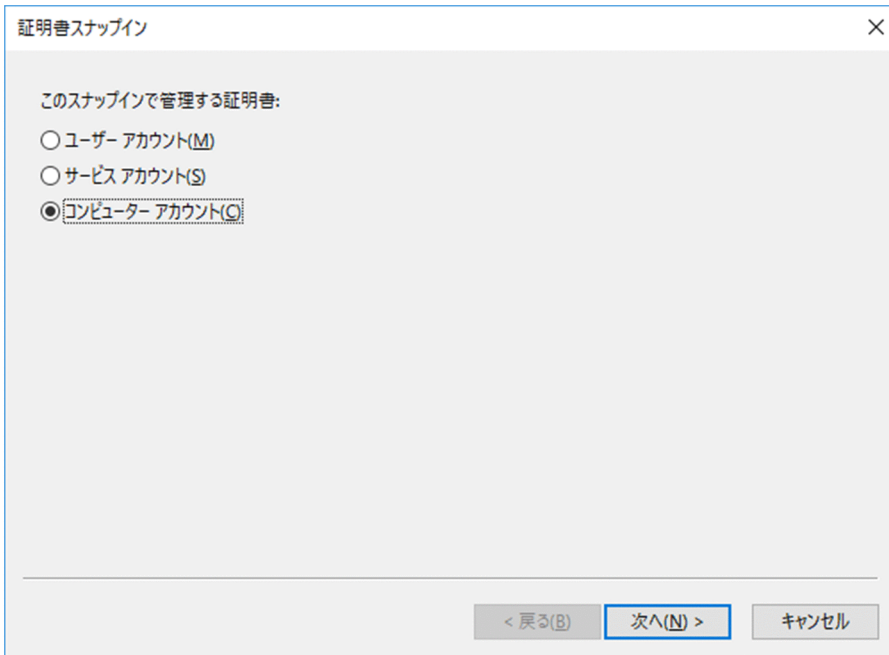 証明書スナップイン
このスナップインで管理する証明書:
ユーザー アカウント(M)
サービス アカウント(S)
コンピューター アカウント(C)
< 戻る(B)
次へ(N) >
キャンセル